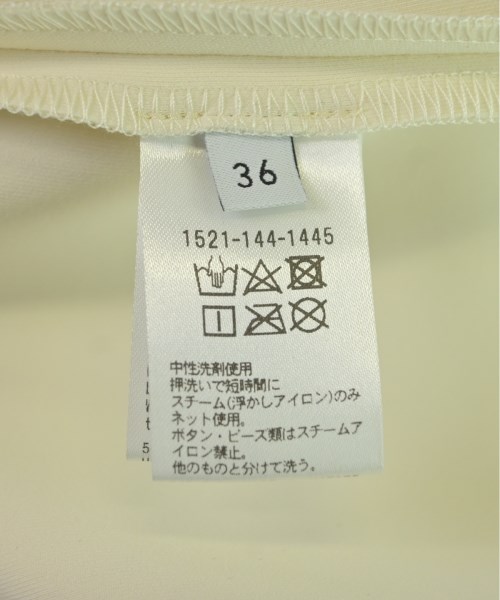 36
1521-144-1445
中性洗剤使用
押洗いで短時間に
スチーム(浮かしアイロン)のみ
ネット使用。
ボタン・ビーズ類はスチームア
イロン禁止。
他のものと分けて洗う。